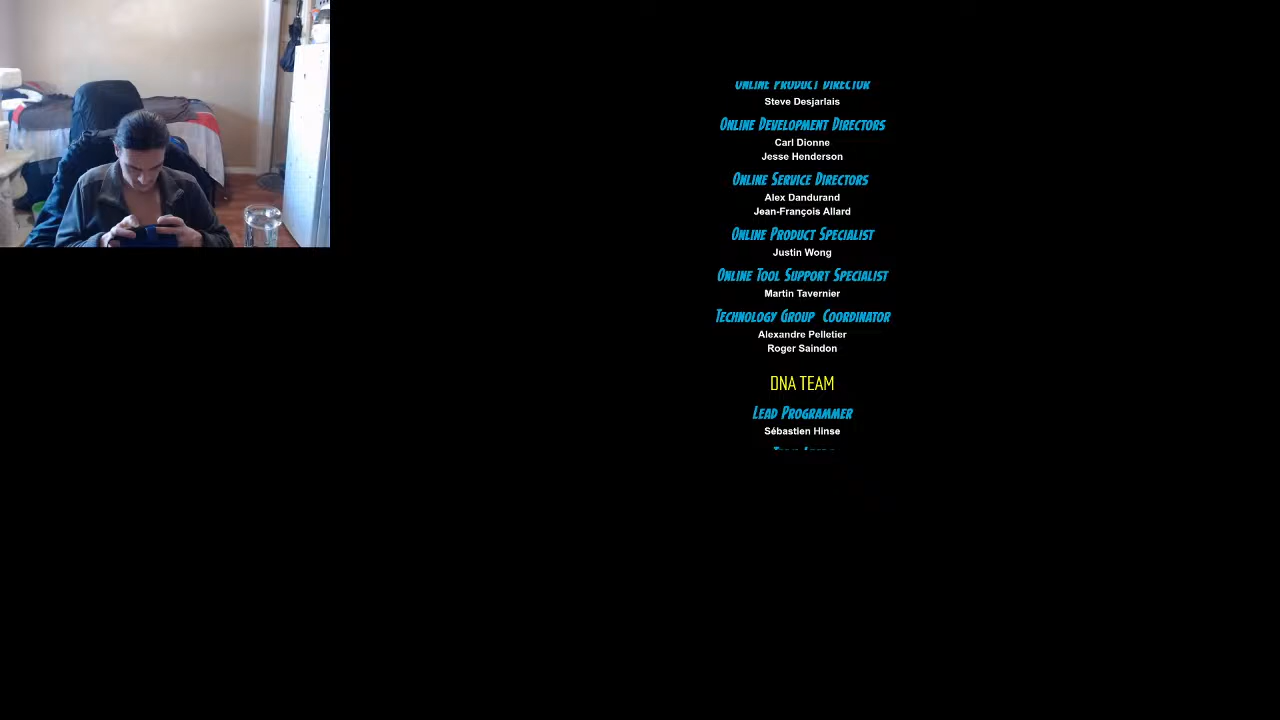 ONLINE PRODUCT DIRECTOR
Steve Desjarlais
ONLINE DEVELOPMENT DIRECTORS
Carl Dionne
Jesse Henderson
ONLINE SERVICE DIRECTORS
Alex Dandurand
Jean-François Allard
ONLINE PRODUCT SPECIALIST
Justin Wong
ONLINE TOOL SUPPORT SPECIALIST
Martin Tavernier
TECHNOLOGY GROUP COORDINATOR
Alexandre Pelletier
Roger Saindon
DNA TEAM
LEAD PROGRAMMER
Sébastien Hinse